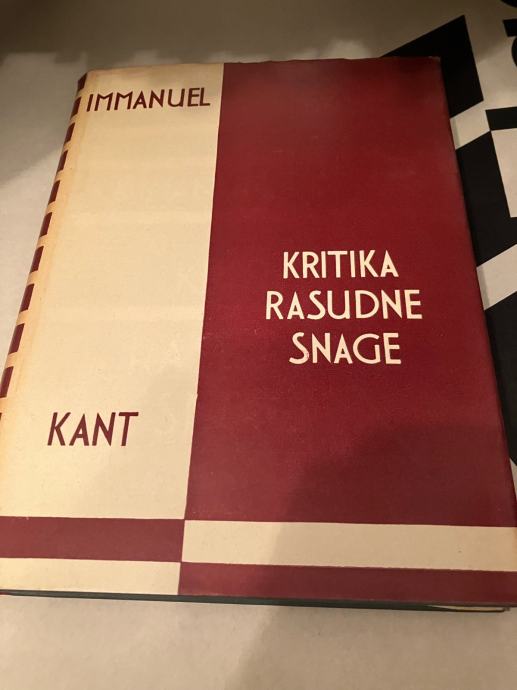 IMMANUEL
KANT
KRITIKA
RASUDNE
SNAGE